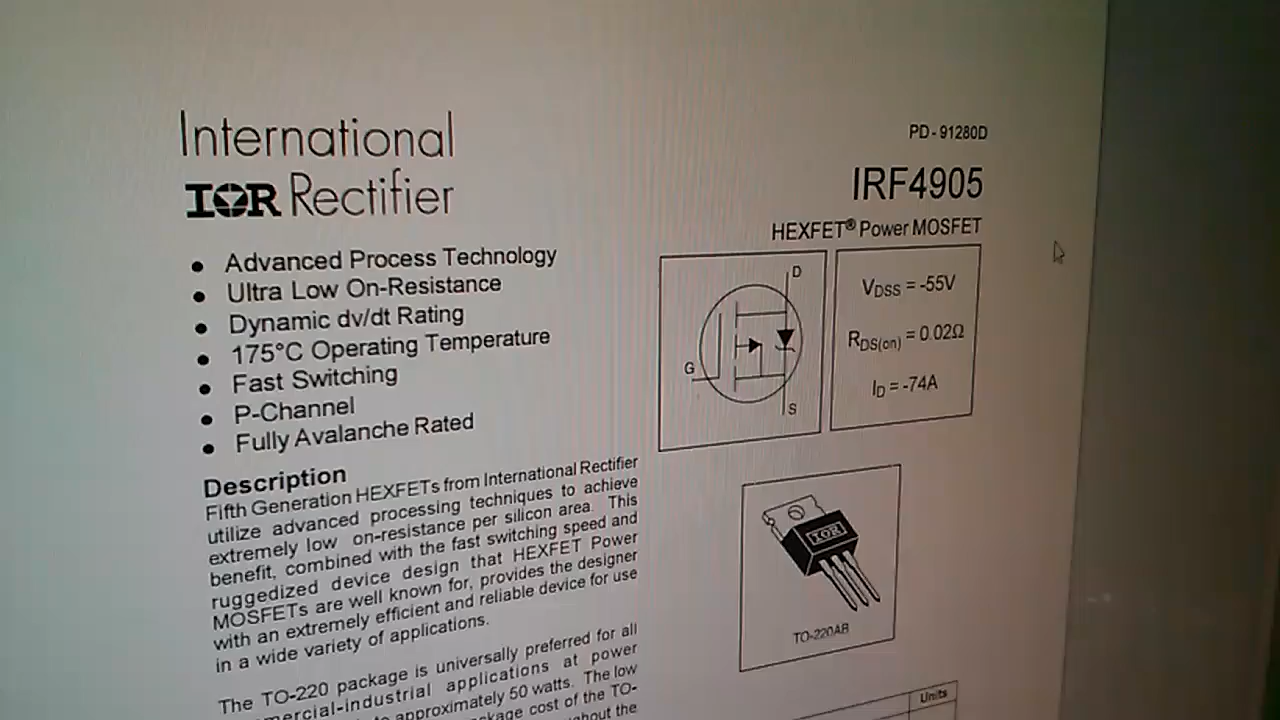 International
IOR Rectifier
PD - 91280D
IRF4905
HEXFET® Power MOSFET
Advanced Process Technology
Ultra Low On-Resistance
Dynamic dv/dt Rating
175°C Operating Temperature
Fast Switching
P-Channel
Fully Avalanche Rated
D
G
S
VDSS = -55V
RDS(on) = 0.02Ω
ID = -74A
Description
Fifth Generation HEXFETs from International Rectifier
utilize advanced processing techniques to achieve
extremely low on-resistance per silicon area. This
benefit, combined with the fast switching speed and
ruggedized device design that HEXFET Power
MOSFETs are well known for, provides the designer
with an extremely efficient and reliable device for use
in a wide variety of applications.
IOR
TO-220AB
The TO-220 package is universally preferred for all
applications at power
approximately 50 watts. The low
cost of the TO-
the
Units